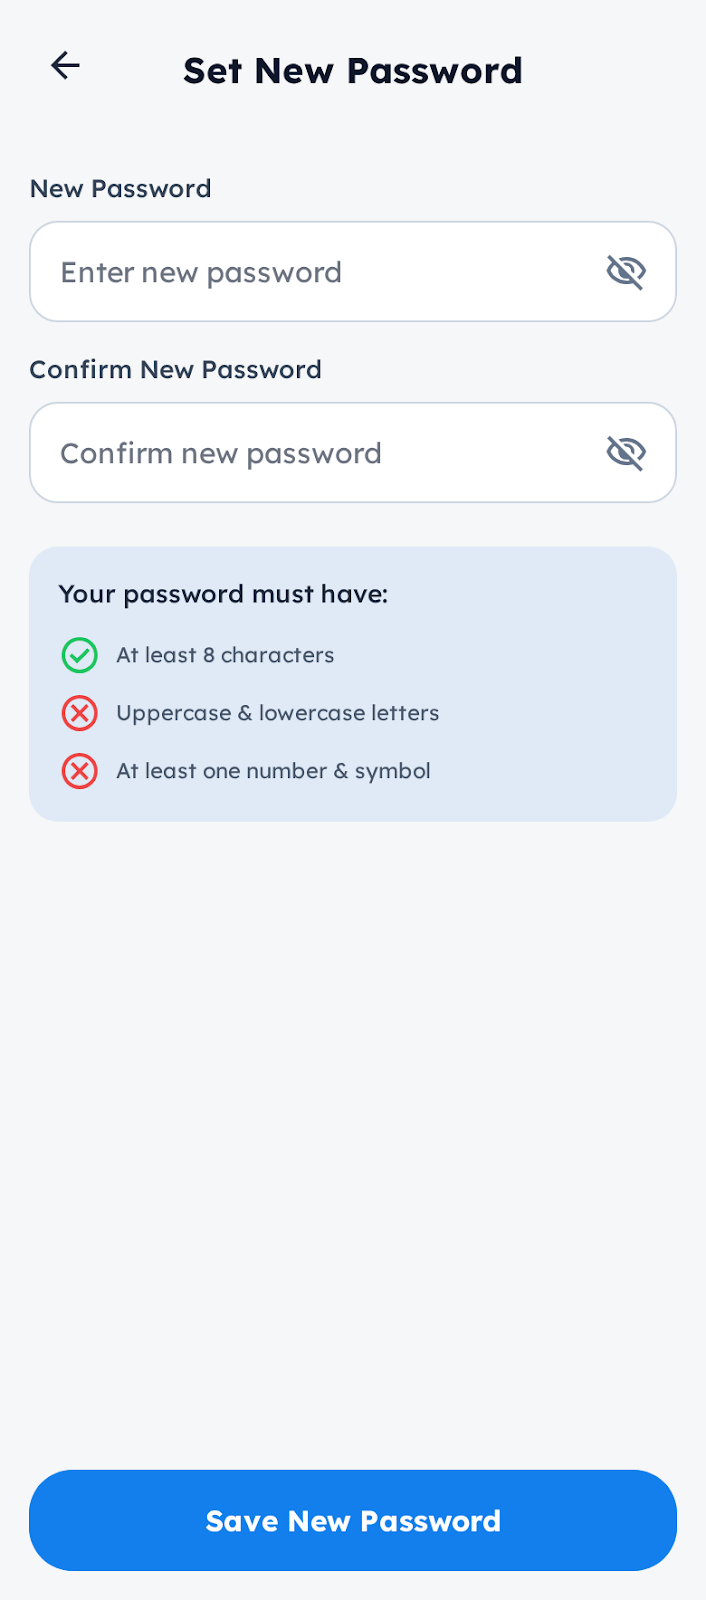 Set New Password
New Password
Enter new password
Confirm New Password
Confirm new password
Your password must have:
At least 8 characters
Uppercase & lowercase letters
At least one number & symbol
Save New Password